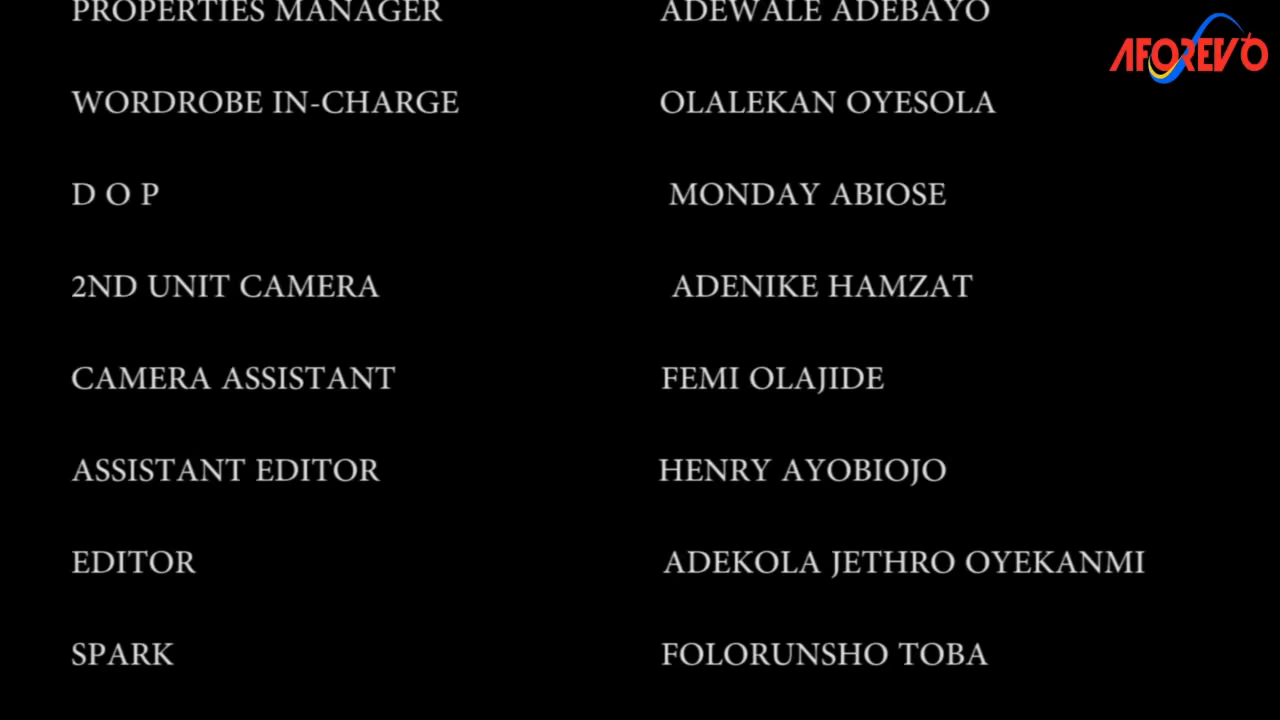 PROPERTIES MANAGER ADEWALE ADEBAYO
AFOREVO
WORDROBE IN-CHARGE OLALEKAN OYESOLA
D O P MONDAY ABIOSE
2ND UNIT CAMERA ADENIKE HAMZAT
CAMERA ASSISTANT FEMI OLAJIDE
ASSISTANT EDITOR HENRY AYOBIOJO
EDITOR ADEKOLA JETHRO OYEKANMI
SPARK FOLORUNSHO TOBA